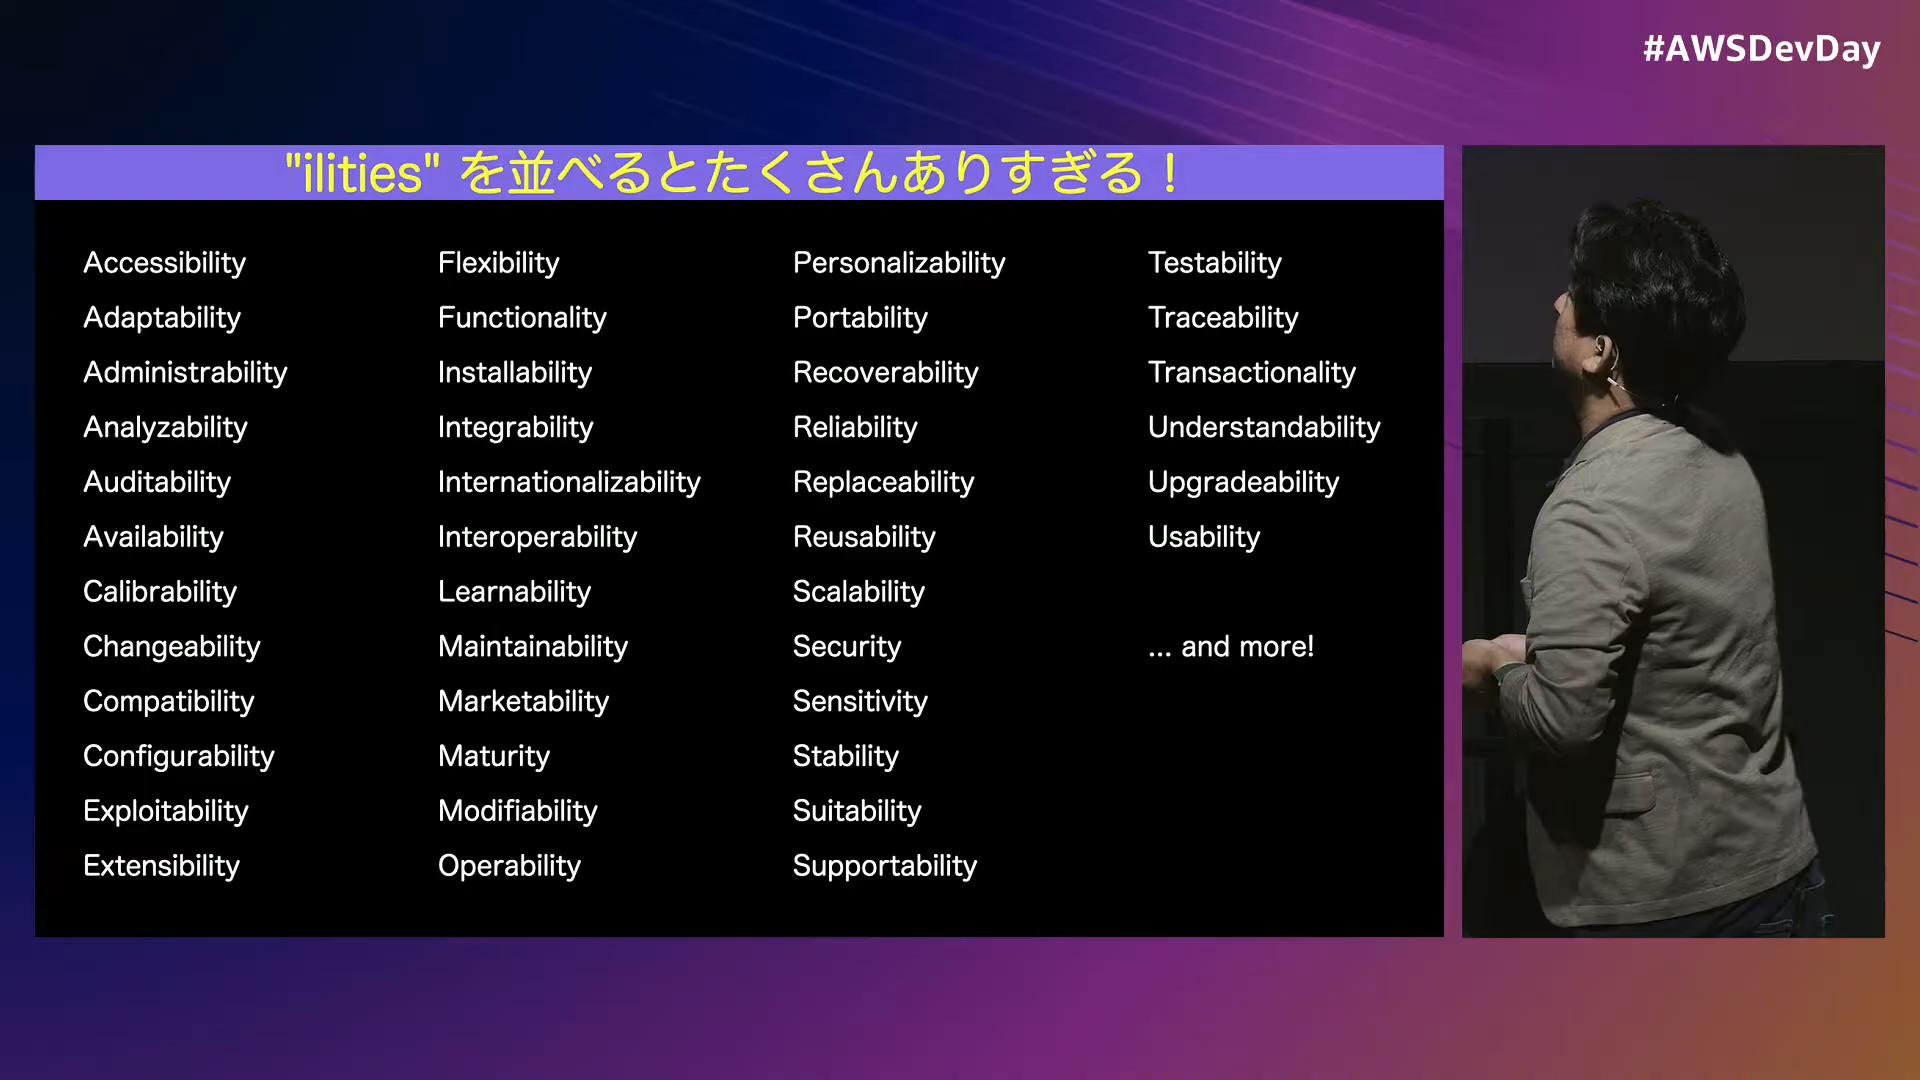 #AWSDevDay
"ilities" を並べるとたくさんありすぎる！
Accessibility
Adaptability
Administrability
Analyzability
Auditability
Availability
Calibrability
Changeability
Compatibility
Configurability
Exploitability
Extensibility
Flexibility
Functionality
Installability
Integrability
Internationalizability
Interoperability
Learnability
Maintainability
Marketability
Maturity
Modifiability
Operability
Personalizability
Portability
Recoverability
Reliability
Replaceability
Reusability
Scalability
Security
Sensitivity
Stability
Suitability
Supportability
Testability
Traceability
Transactionality
Understandability
Upgradeability
Usability
... and more!